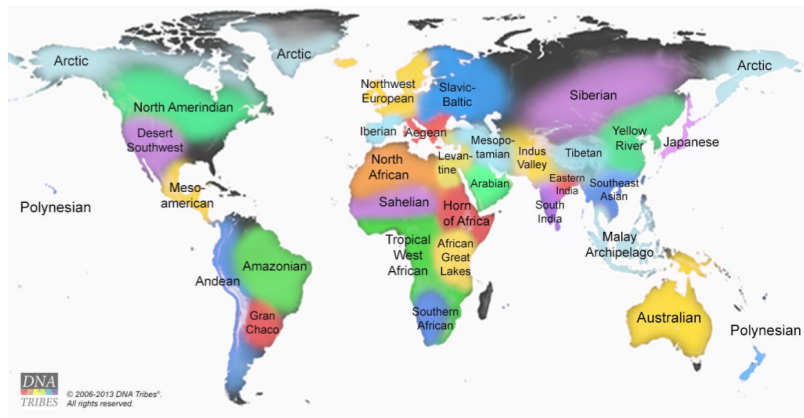 Arctic
Arctic
Arctic
North Amerindian
Desert
Southwest
Meso-
american
Polynesian
Andean
Amazonian
Gran
Chaco
Northwest
European
Slavic-
Baltic
Iberian
Aegean
Mesopo-
tamian
Levan-
tine
North
African
Arabian
Sahelian
Horn
of Africa
Tropical
West
African
African
Great
Lakes
Southern
African
Siberian
Indus
Valley
Tibetan
Yellow
River
Japanese
Eastern
India
South
India
Southeast
Asian
Malay
Archipelago
Australian
Polynesian
DNA
TRIBES
© 2006-2013 DNA Tribes®.
All rights reserved.